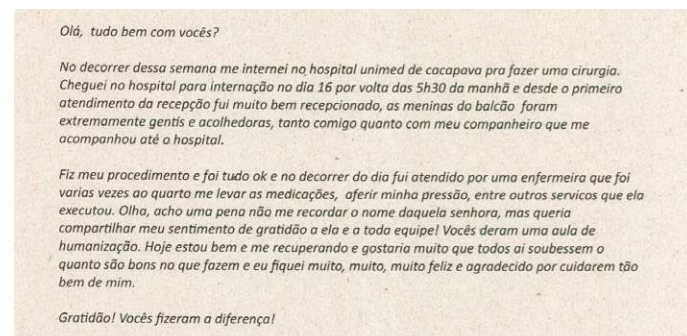 Olá, tudo bem com vocês?
No decorrer dessa semana me internei no hospital unimed de cacapava pra fazer uma cirurgia.
Cheguei no hospital para internação no dia 16 por volta das 5h30 da manhã e desde o primeiro
atendimento da recepção fui muito bem recepcionado, as meninas do balcão foram
extremamente gentis e acolhedoras, tanto comigo quanto com meu companheiro que me
acompanhou até o hospital.
Fiz meu procedimento e foi tudo ok e no decorrer do dia fui atendido por uma enfermeira que foi
varias vezes ao quarto me levar as medicações, aferir minha pressão, entre outros servicos que ela
executou. Olha, acho uma pena não me recordar o nome daquela senhora, mas queria
compartilhar meu sentimento de gratidão a ela e a toda equipe! Vocês deram uma aula de
humanização. Hoje estou bem e me recuperando e gostaria muito que todos ai soubessem o
quanto são bons no que fazem e eu fiquei muito, muito, muito feliz e agradecido por cuidarem tão
bem de mim.
Gratidão! Vocês fizeram a diferença!